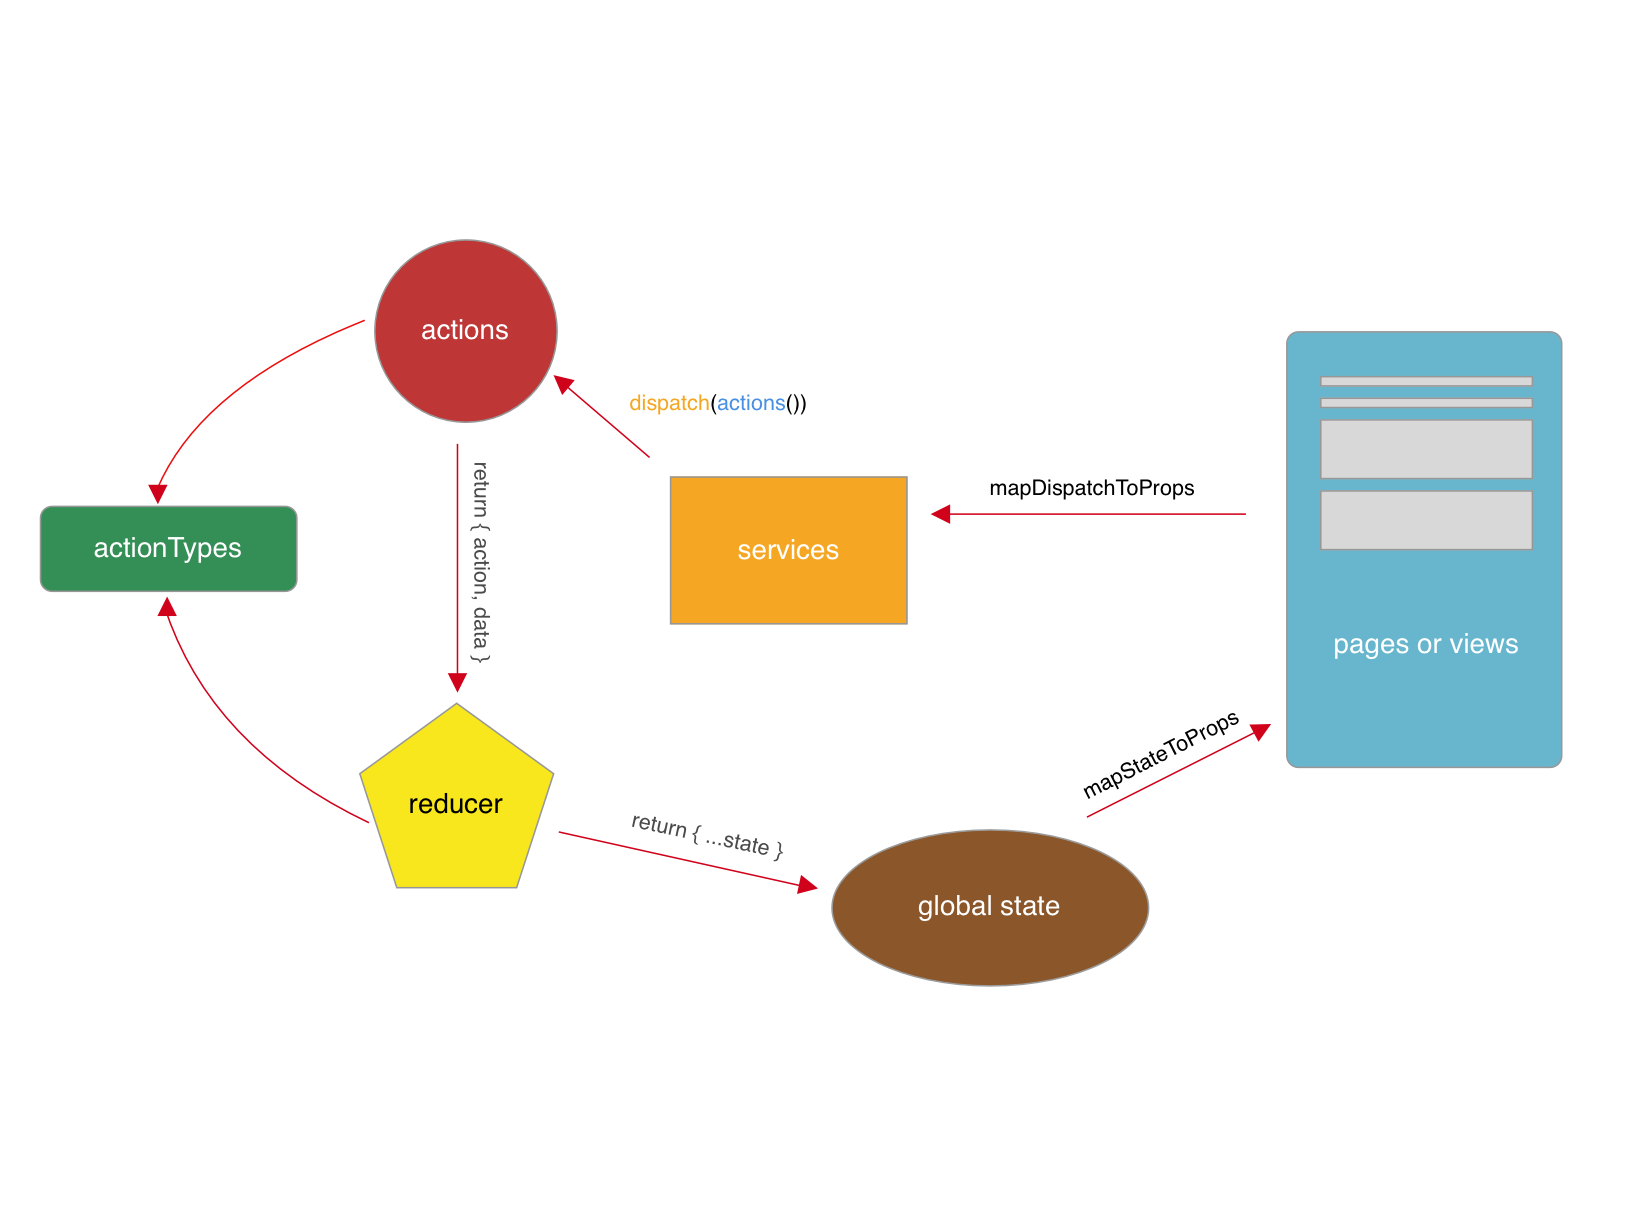 actions
dispatch(actions())
mapDispatchToProps
actionTypes
services
return { action, data }
pages or views
mapStateToProps
reducer
return { ...state }
global state